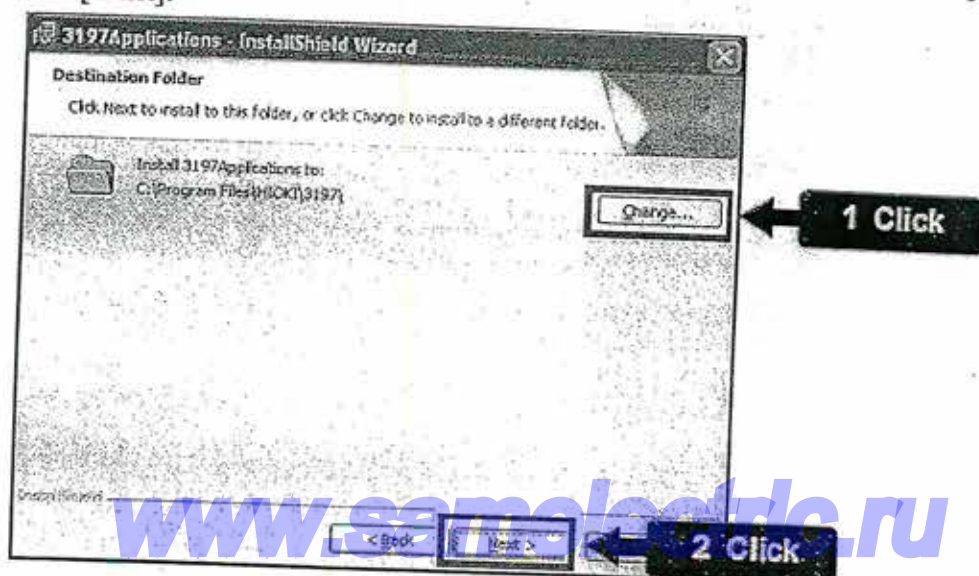 3197Applications - InstallShield Wizard
Destination Folder
Click Next to install to this folder, or click Change to install to a different folder.
Install 3197Applications to:
C:\Program Files\HIOKI\3197\
Change...
1 Click
InstallShield
< Back
Next >
2 Click
www.samelectric.ru